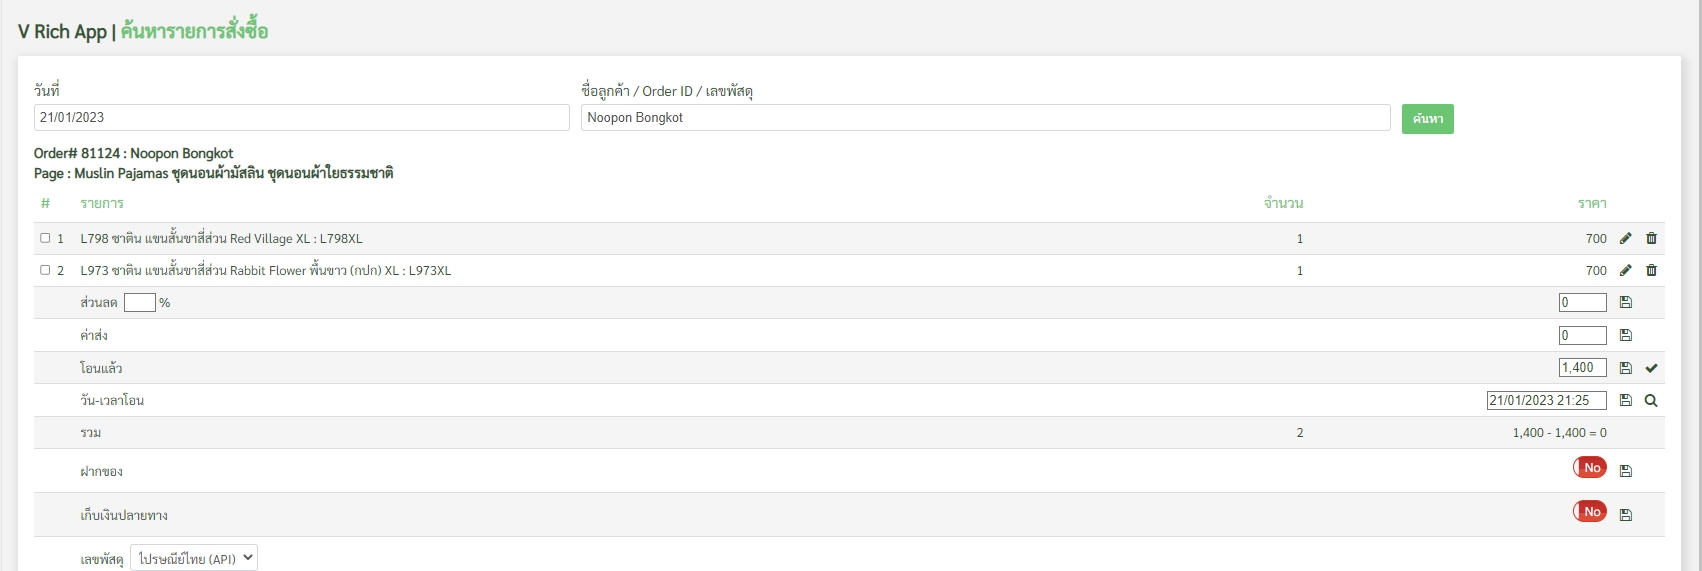 V Rich App | ค้นหารายการสั่งซื้อ
วันที่ ชื่อลูกค้า / Order ID / เลขพัสดุ
21/01/2023 Noopon Bongkot ค้นหา
Order# 81124 : Noopon Bongkot
Page : Muslin Pajamas ชุดนอนผ้ามัสลิน ชุดนอนผ้าใยธรรมชาติ
# รายการ จำนวน ราคา
1 L798 ซาติน แขนสั้นขาสี่ส่วน Red Village XL : L798XL 1 700
2 L973 ซาติน แขนสั้นขาสี่ส่วน Rabbit Flower พื้นขาว (กปก) XL : L973XL 1 700
ส่วนลด % 0
ค่าส่ง 0
โอนแล้ว 1,400
วัน-เวลาโอน 21/01/2023 21:25
รวม 2 1,400 - 1,400 = 0
ฝากของ No
เก็บเงินปลายทาง No
เลขพัสดุ ไปรษณีย์ไทย (API)